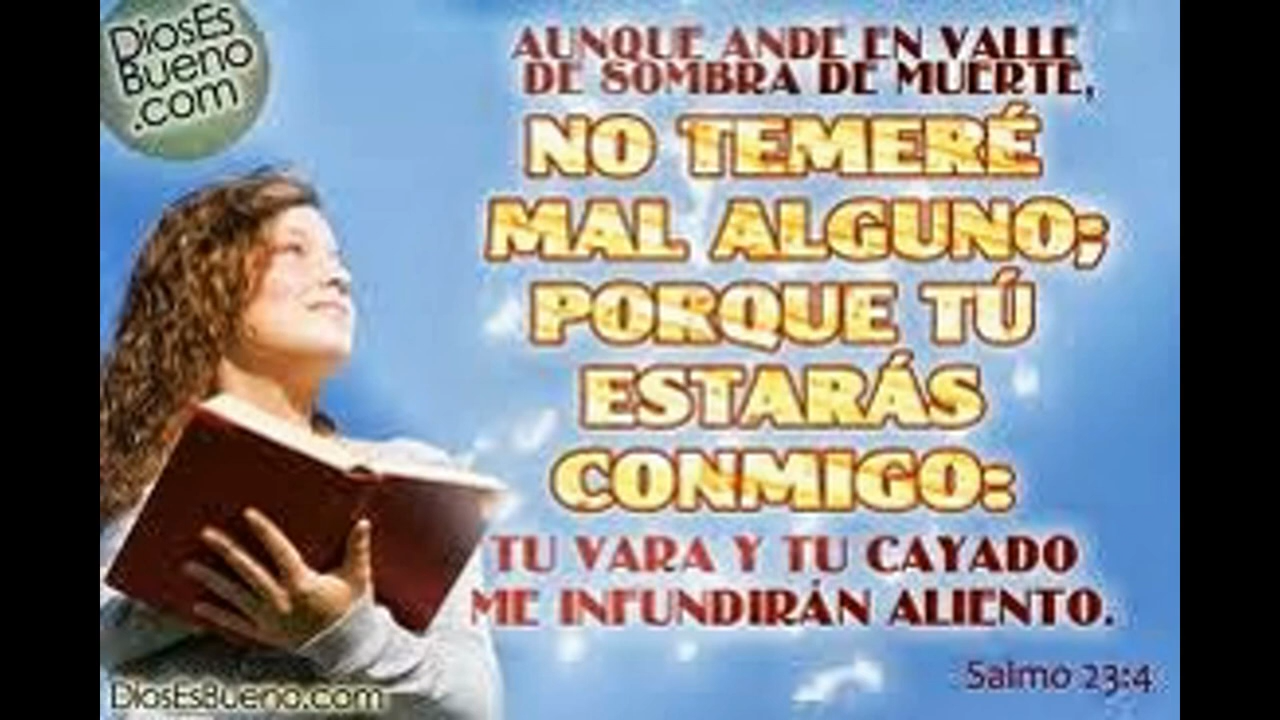 DiosEs
Bueno
.com
AUNQUE ANDE EN VALLE
DE SOMBRA DE MUERTE,
NO TEMERÉ
MAL ALGUNO;
PORQUE TÚ
ESTARÁS
CONMIGO:
TU VARA Y TU CAYADO
ME INFUNDIRÁN ALIENTO.
Salmo 23:4
DiosEsBueno.com